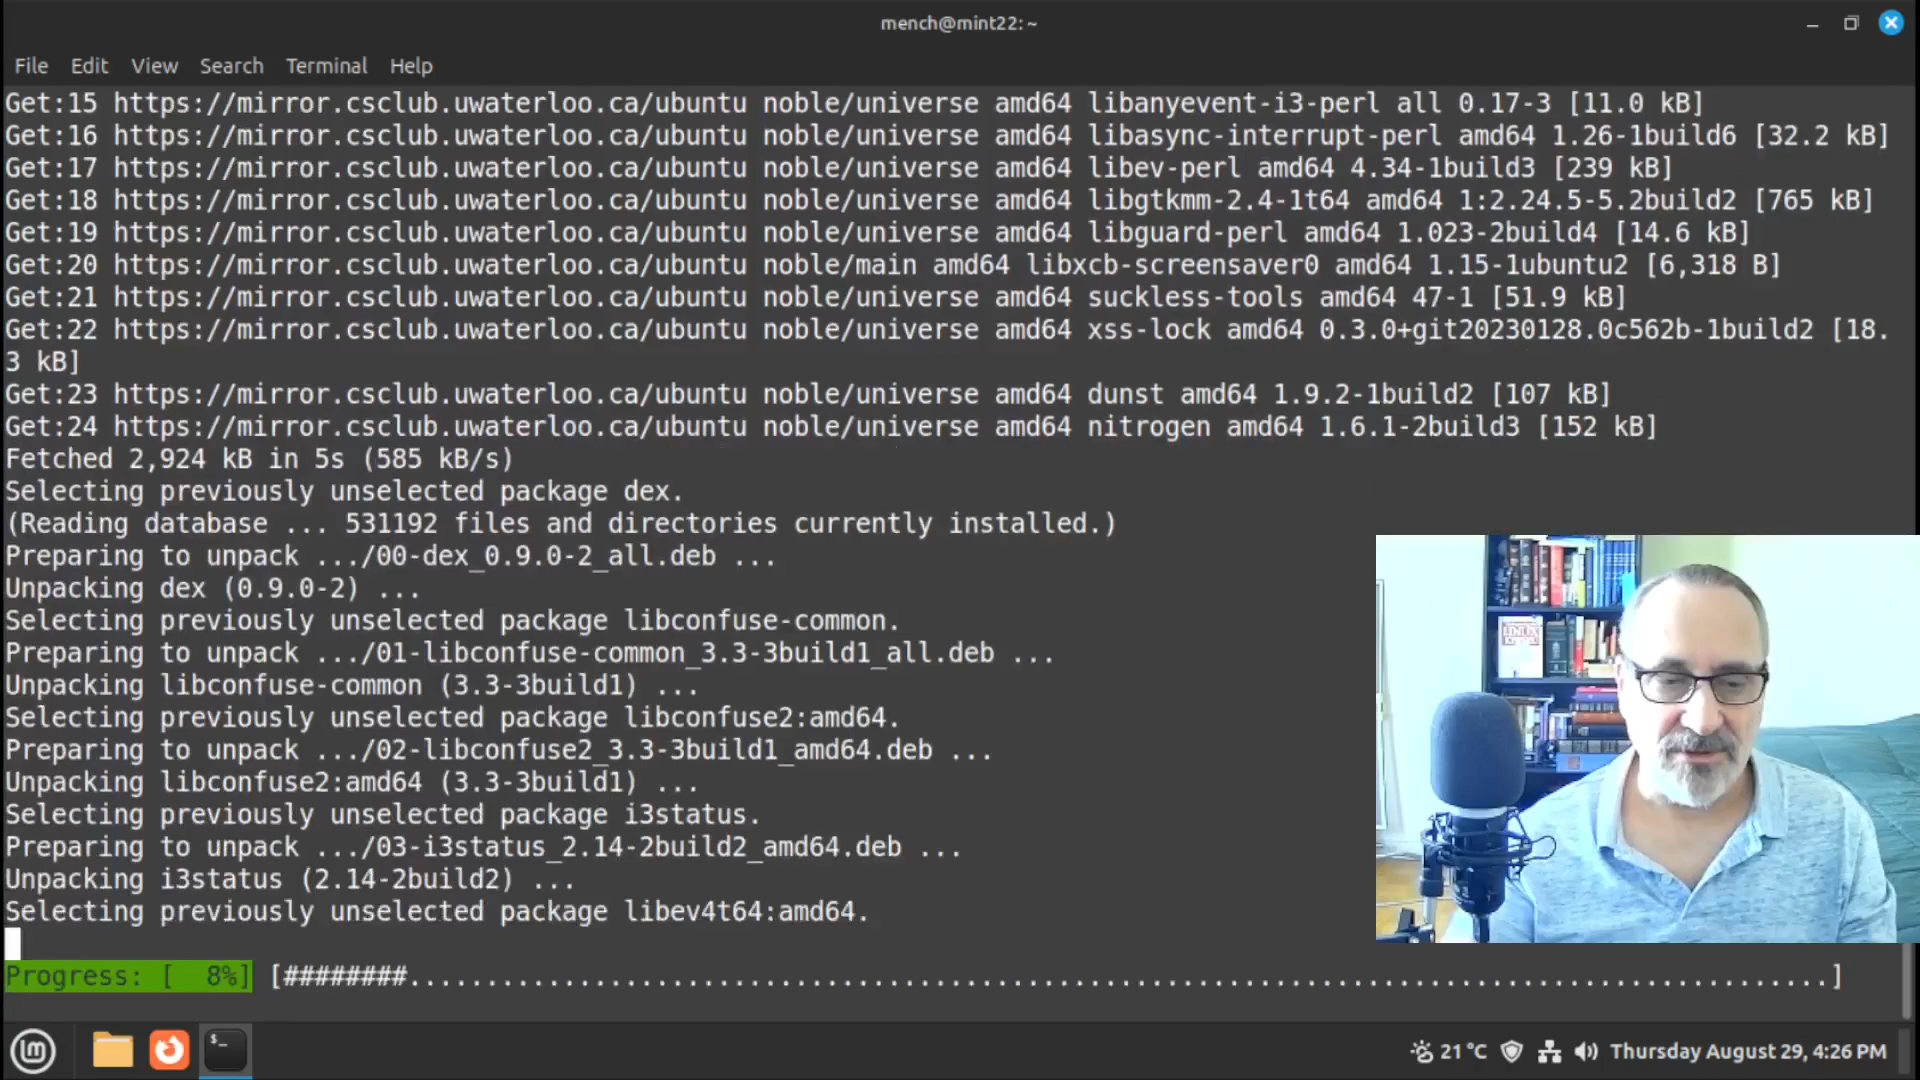 mench@mint22: ~
File Edit View Search Terminal Help
Get:15 https://mirror.csclub.uwaterloo.ca/ubuntu noble/universe amd64 libanyevent-i3-perl all 0.17-3 [11.0 kB]
Get:16 https://mirror.csclub.uwaterloo.ca/ubuntu noble/universe amd64 libasync-interrupt-perl amd64 1.26-1build6 [32.2 kB]
Get:17 https://mirror.csclub.uwaterloo.ca/ubuntu noble/universe amd64 libev-perl amd64 4.34-1build3 [239 kB]
Get:18 https://mirror.csclub.uwaterloo.ca/ubuntu noble/universe amd64 libgtkmm-2.4-1t64 amd64 1:2.24.5-5.2build2 [765 kB]
Get:19 https://mirror.csclub.uwaterloo.ca/ubuntu noble/universe amd64 libguard-perl amd64 1.023-2build4 [14.6 kB]
Get:20 https://mirror.csclub.uwaterloo.ca/ubuntu noble/main amd64 libxcb-screensaver0 amd64 1.15-1ubuntu2 [6,318 B]
Get:21 https://mirror.csclub.uwaterloo.ca/ubuntu noble/universe amd64 suckless-tools amd64 47-1 [51.9 kB]
Get:22 https://mirror.csclub.uwaterloo.ca/ubuntu noble/universe amd64 xss-lock amd64 0.3.0+git20230128.0c562b-1build2 [18.
3 kB]
Get:23 https://mirror.csclub.uwaterloo.ca/ubuntu noble/universe amd64 dunst amd64 1.9.2-1build2 [107 kB]
Get:24 https://mirror.csclub.uwaterloo.ca/ubuntu noble/universe amd64 nitrogen amd64 1.6.1-2build3 [152 kB]
Fetched 2,924 kB in 5s (585 kB/s)
Selecting previously unselected package dex.
(Reading database ... 531192 files and directories currently installed.)
Preparing to unpack .../00-dex_0.9.0-2_all.deb ...
Unpacking dex (0.9.0-2) ...
Selecting previously unselected package libconfuse-common.
Preparing to unpack .../01-libconfuse-common_3.3-3build1_all.deb ...
Unpacking libconfuse-common (3.3-3build1) ...
Selecting previously unselected package libconfuse2:amd64.
Preparing to unpack .../02-libconfuse2_3.3-3build1_amd64.deb ...
Unpacking libconfuse2:amd64 (3.3-3build1) ...
Selecting previously unselected package i3status.
Preparing to unpack .../03-i3status_2.14-2build2_amd64.deb ...
Unpacking i3status (2.14-2build2) ...
Selecting previously unselected package libev4t64:amd64.
Progress: [  8%] [########............................................................................................]
LINUX
21 °C Thursday August 29, 4:26 PM